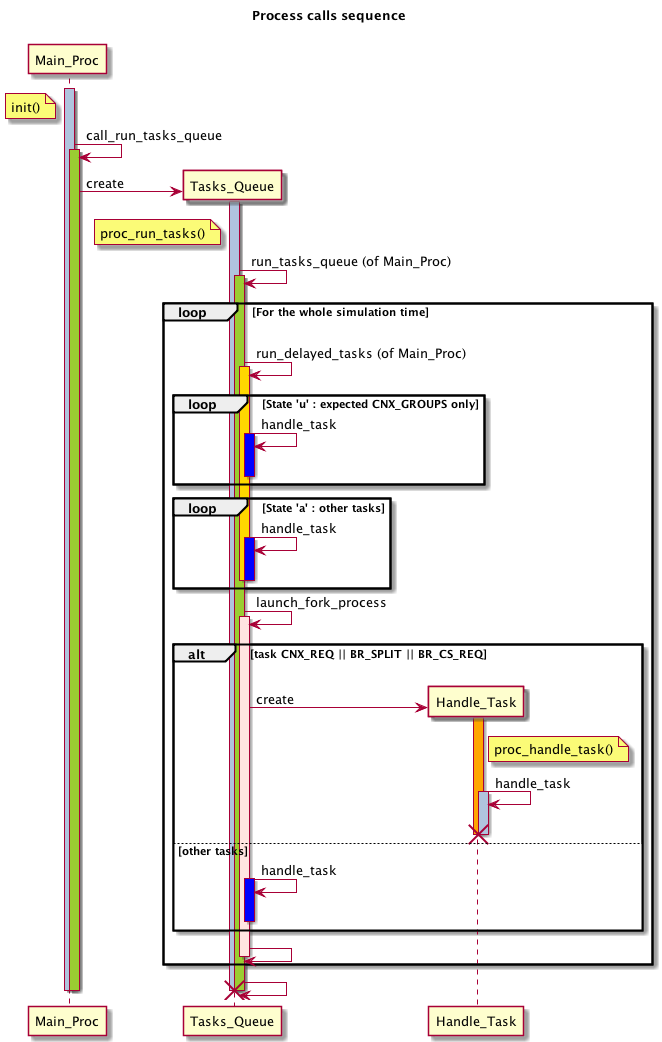 Process calls sequence
Main_Proc
init()
call_run_tasks_queue
create
Tasks_Queue
proc_run_tasks()
run_tasks_queue (of Main_Proc)
loop [For the whole simulation time]
run_delayed_tasks (of Main_Proc)
loop [State 'u' : expected CNX_GROUPS only]
handle_task
loop [State 'a' : other tasks]
handle_task
launch_fork_process
alt [task CNX_REQ || BR_SPLIT || BR_CS_REQ]
create
Handle_Task
proc_handle_task()
handle_task
[other tasks]
handle_task
Main_Proc
Tasks_Queue
Handle_Task